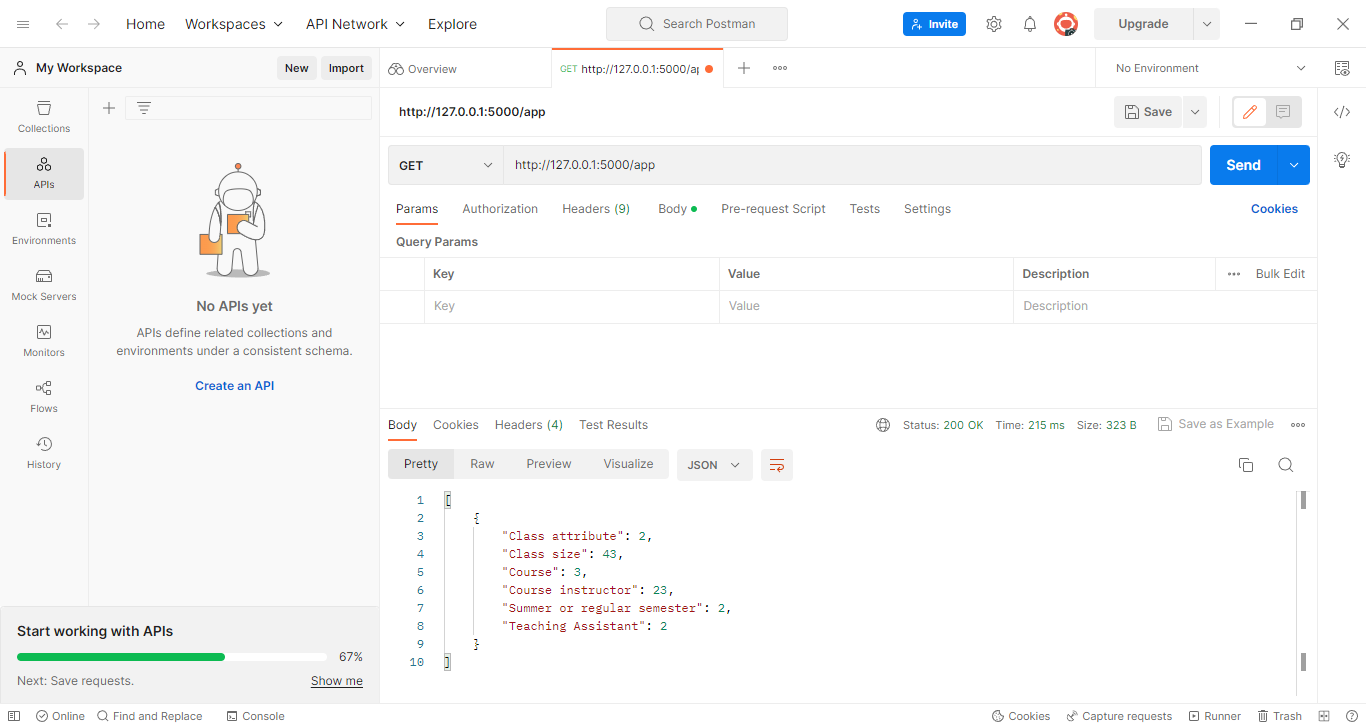 Home Workspaces API Network Explore Search Postman Invite Upgrade
My Workspace New Import Overview GET http://127.0.0.1:5000/ap No Environment
Collections
APIs
Environments
Mock Servers
Monitors
Flows
History
No APIs yet
APIs define related collections and
environments under a consistent schema.
Create an API
Start working with APIs
67%
Next: Save requests. Show me
http://127.0.0.1:5000/app Save
GET http://127.0.0.1:5000/app Send
Params Authorization Headers (9) Body Pre-request Script Tests Settings Cookies
Query Params
Key Value Description Bulk Edit
Key Value Description
Body Cookies Headers (4) Test Results Status: 200 OK Time: 215 ms Size: 323 B Save as Example
Pretty Raw Preview Visualize JSON
1 [
2 {
3 "Class attribute": 2,
4 "Class size": 43,
5 "Course": 3,
6 "Course instructor": 23,
7 "Summer or regular semester": 2,
8 "Teaching Assistant": 2
9 }
10 ]
Online Find and Replace Console Cookies Capture requests Runner Trash